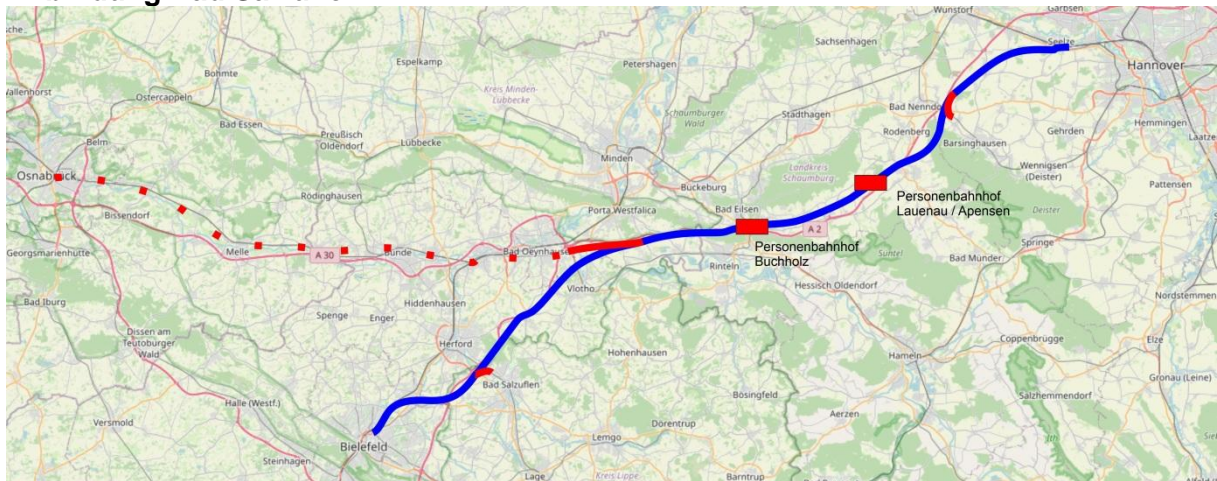 Wunstorf
Garbsen
Seelze
Hannover
Sachsenhagen
Bohmte
Espelkamp
Petershagen
Wallenhorst
Ostercappeln
Kreis Minden-
Lübbecke
Schaumburger
Wald
Stadthagen
Bad Nenndorf
Hemmingen
Laatzen
Belm
Bad Essen
Preußisch
Oldendorf
Lübbecke
Minden
Rodenberg
Gehrden
Barsinghausen
Osnabrück
Rödinghausen
Bückeburg
Landkreis
Schaumburg
Wennigsen
(Deister)
Pattensen
Bissendorf
Porta Westfalica
Bad Eilsen
Personenbahnhof
Lauenau / Apensen
Deister
Georgsmarienhütte
Melle
A 30
Bünde
Bad Oeynhausen
A 2
Personenbahnhof
Buchholz
Süntel
Springe
Bad Münder
Rinteln
Hessisch Oldendorf
Vlotho
Hiddenhausen
Bad Iburg
Nordstemmen
Spenge
Enger
Dissen am
Teutoburger
Wald
Herford
Hohenhausen
Hameln
Coppenbrügge
Elze
Bad Salzuflen
Bösingfeld
Salzhemmendorf
Gronau (Leine)
Halle (Westf.)
Versmold
Bielefeld
Lemgo
Dörentrup
Aerzen
Ith
Steinhagen
Lage
Kreis Lippe
Barntrup